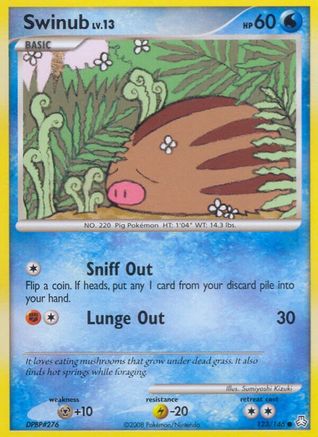 Swinub LV.13 HP 60
BASIC
NO. 220 Pig Pokémon HT: 1'04" WT: 14.3 lbs.
Sniff Out
Flip a coin. If heads, put any 1 card from your discard pile into
your hand.
Lunge Out 30
It loves eating mushrooms that grow under dead grass. It also
finds hot springs while foraging.
Illus. Sumiyoshi Kizuki
weakness resistance retreat cost
+10 -20
DPBP#276 ©2008 Pokémon/Nintendo 123/146